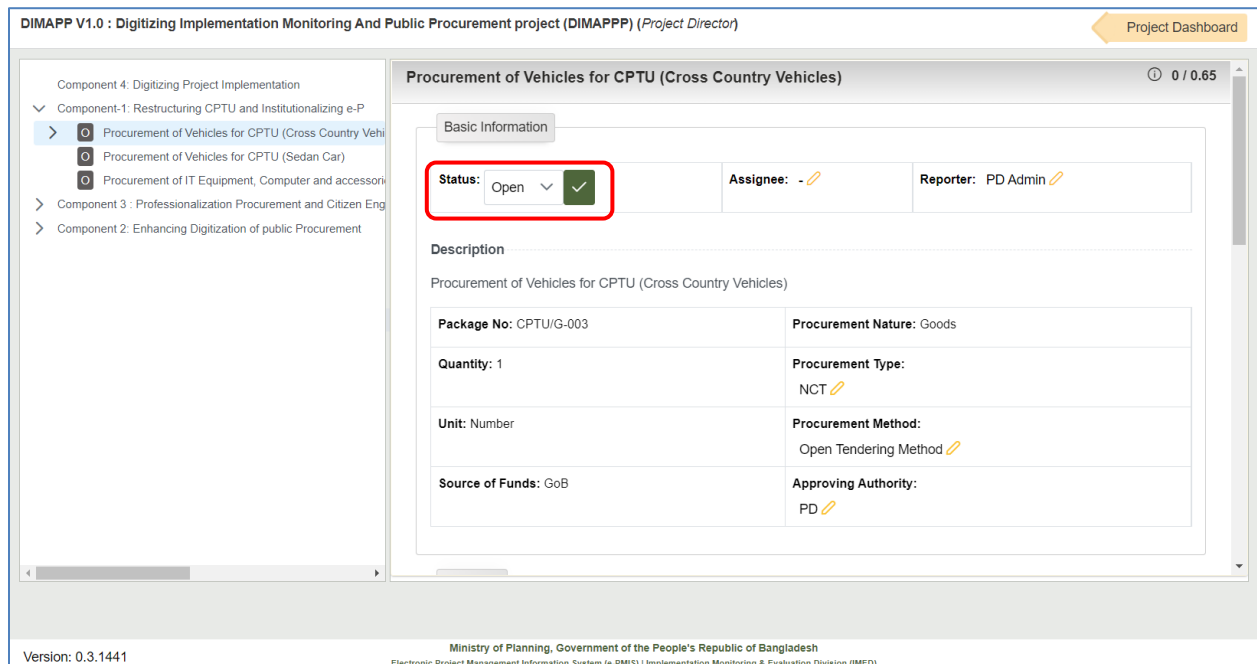 DIMAPP V1.0 : Digitizing Implementation Monitoring And Public Procurement project (DIMAPPP) (Project Director)
Project Dashboard
Component 4: Digitizing Project Implementation
Component-1: Restructuring CPTU and Institutionalizing e-P
O Procurement of Vehicles for CPTU (Cross Country Vehi
O Procurement of Vehicles for CPTU (Sedan Car)
O Procurement of IT Equipment, Computer and accessori
Component 3 : Professionalization Procurement and Citizen Eng
Component 2: Enhancing Digitization of public Procurement
Procurement of Vehicles for CPTU (Cross Country Vehicles)
0 / 0.65
Basic Information
Status: Open
Assignee: -
Reporter: PD Admin
Description
Procurement of Vehicles for CPTU (Cross Country Vehicles)
Package No: CPTU/G-003
Procurement Nature: Goods
Quantity: 1
Procurement Type:
NCT
Unit: Number
Procurement Method:
Open Tendering Method
Source of Funds: GoB
Approving Authority:
PD
Version: 0.3.1441
Ministry of Planning, Government of the People's Republic of Bangladesh
Electronic Project Management Information System (e-PMIS) | Implementation Monitoring & Evaluation Division (IMED)